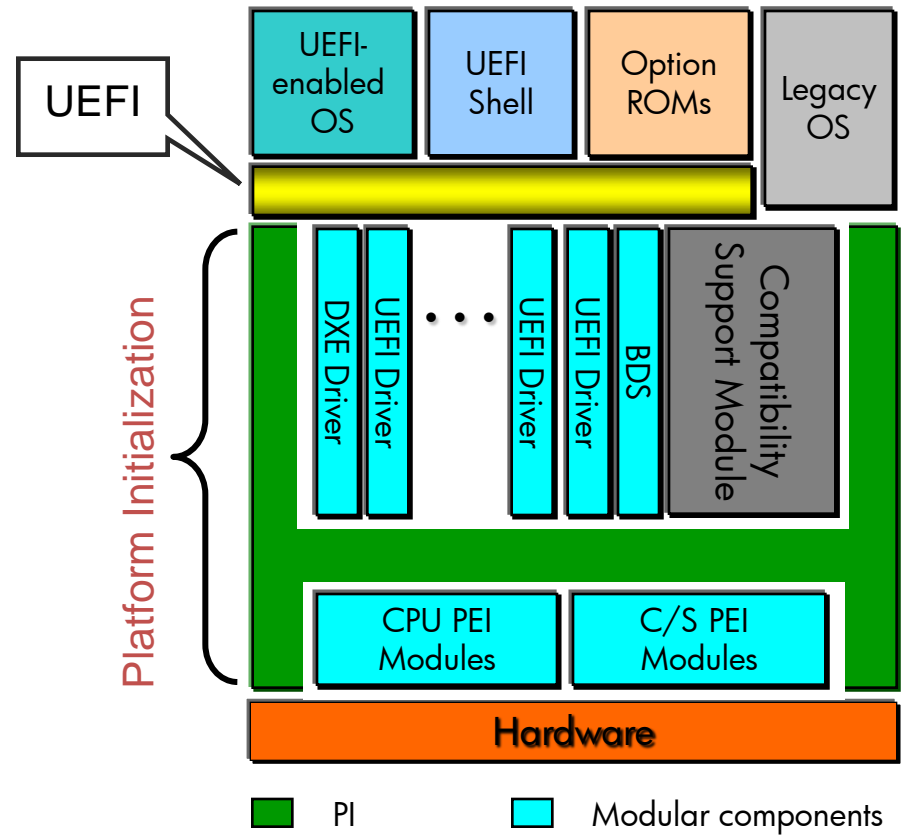 UEFI
UEFI-
enabled
OS
UEFI
Shell
Option
ROMs
Legacy
OS
Platform Initialization
DXE Driver
UEFI Driver
• • •
UEFI Driver
UEFI Driver
BDS
Compatibility
Support Module
CPU PEI
Modules
C/S PEI
Modules
Hardware
PI
Modular components